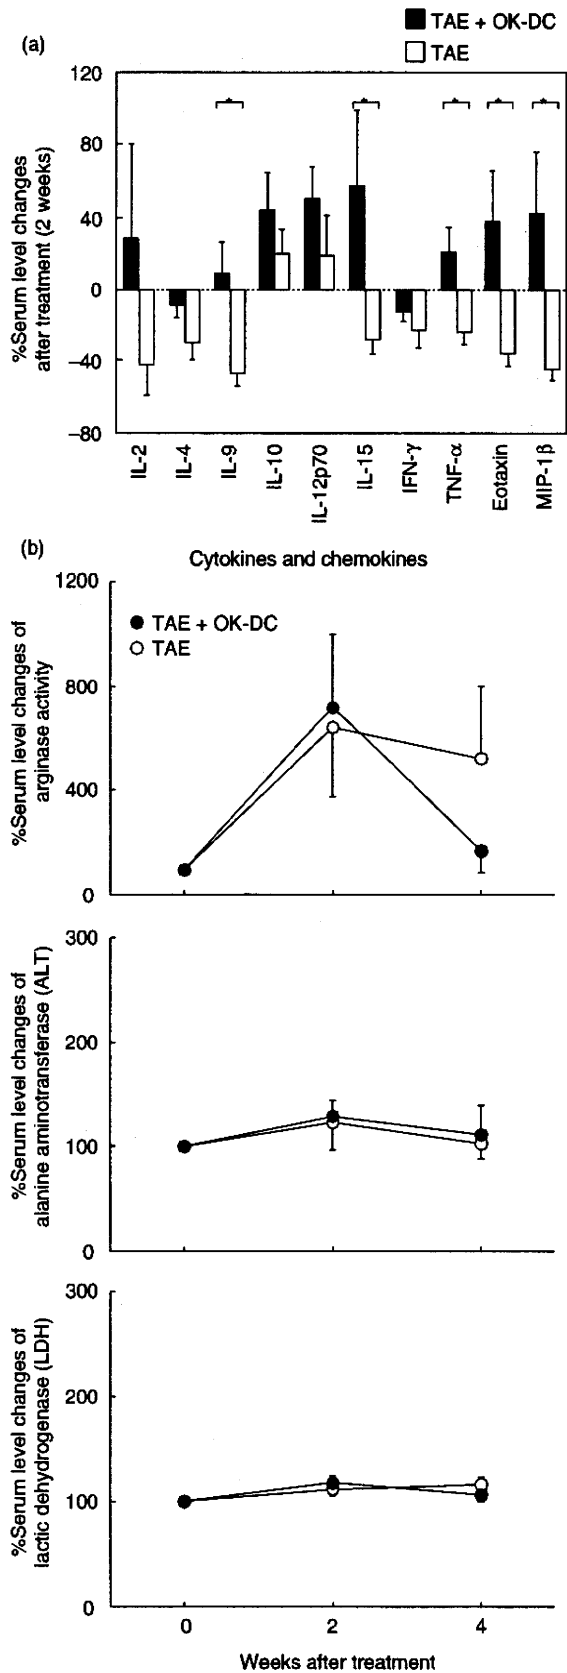 (a)
TAE + OK-DC
TAE
%Serum level changes
after treatment (2 weeks)
120
80
40
0
−40
−80
* * * * *
IL-2 IL-4 IL-9 IL-10 IL-12p70 IL-15 IFN-γ TNF-α Eotaxin MIP-1β
Cytokines and chemokines
(b)
%Serum level changes of
arginase activity
1200
800
400
0
TAE + OK-DC
TAE
%Serum level changes of
alanine aminotransferase (ALT)
300
200
100
0
%Serum level changes of
lactic dehydrogenase (LDH)
300
200
100
0
0 2 4
Weeks after treatment